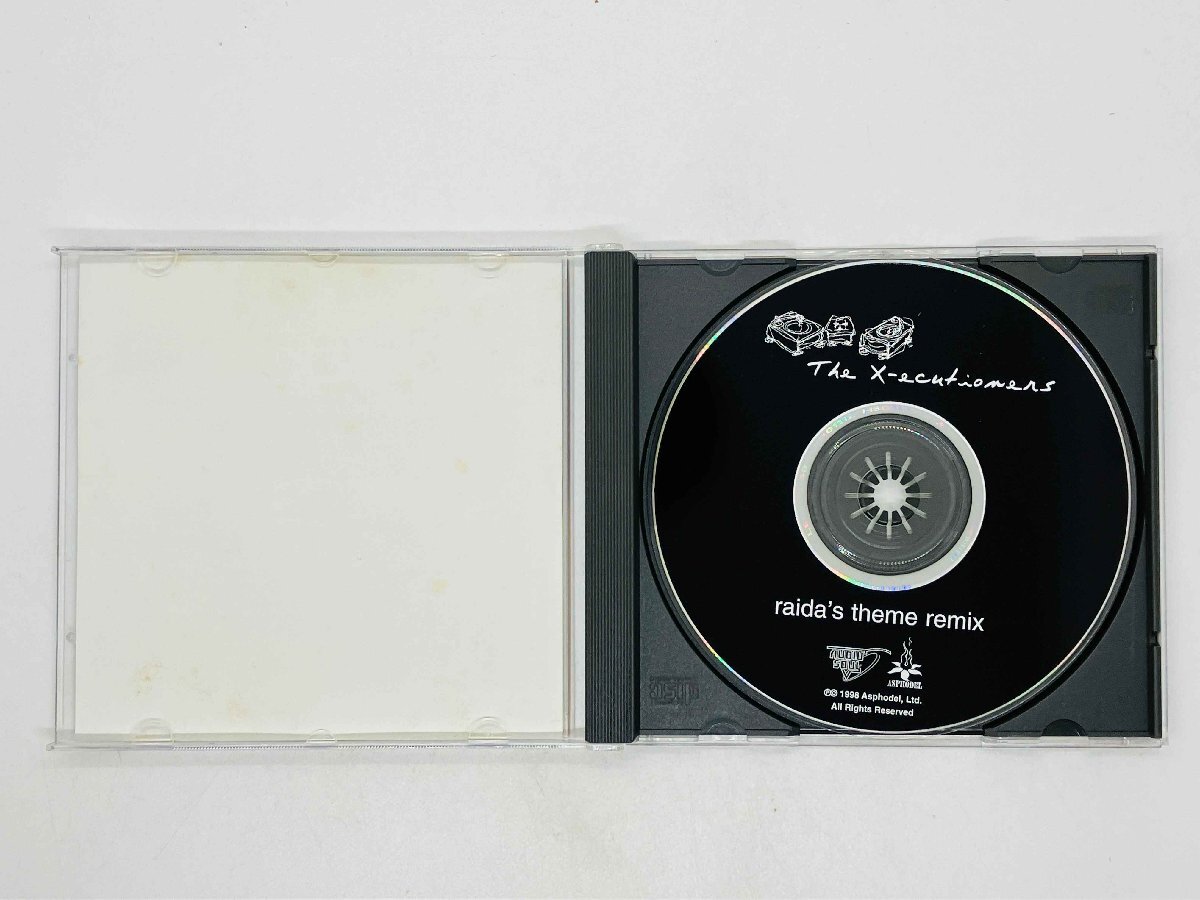 The X-ecutioners
raida's theme remix
ASPHODEL
℗© 1998 Asphodel, Ltd.
All Rights Reserved